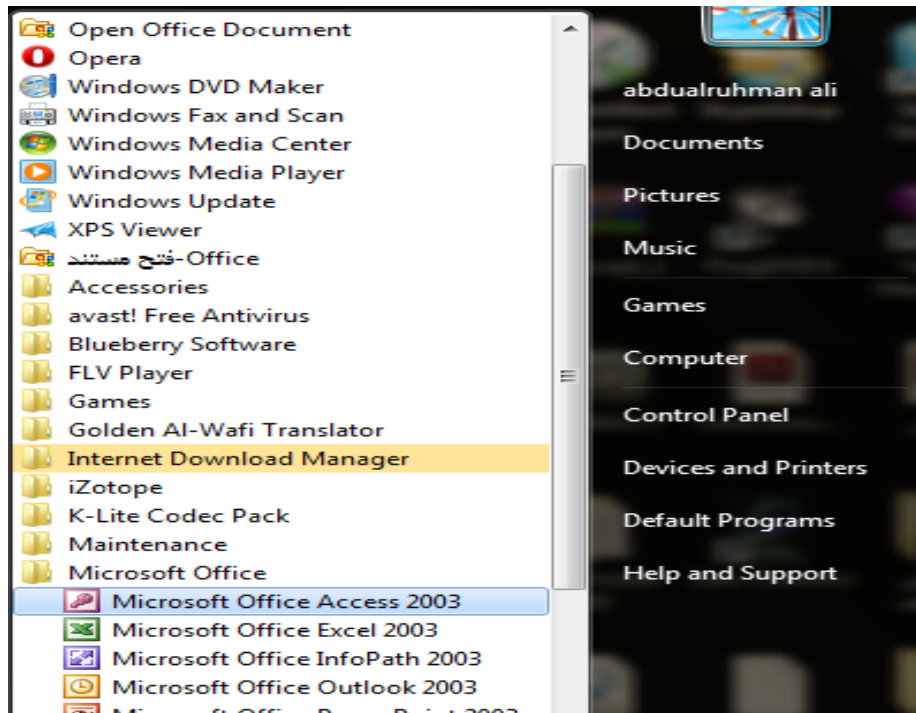 Open Office Document
Opera
Windows DVD Maker
Windows Fax and Scan
Windows Media Center
Windows Media Player
Windows Update
XPS Viewer
فتح مستند-Office
Accessories
avast! Free Antivirus
Blueberry Software
FLV Player
Games
Golden Al-Wafi Translator
Internet Download Manager
iZotope
K-Lite Codec Pack
Maintenance
Microsoft Office
Microsoft Office Access 2003
Microsoft Office Excel 2003
Microsoft Office InfoPath 2003
Microsoft Office Outlook 2003
Microsoft Office PowerPoint 2003
abdualruhman ali
Documents
Pictures
Music
Games
Computer
Control Panel
Devices and Printers
Default Programs
Help and Support